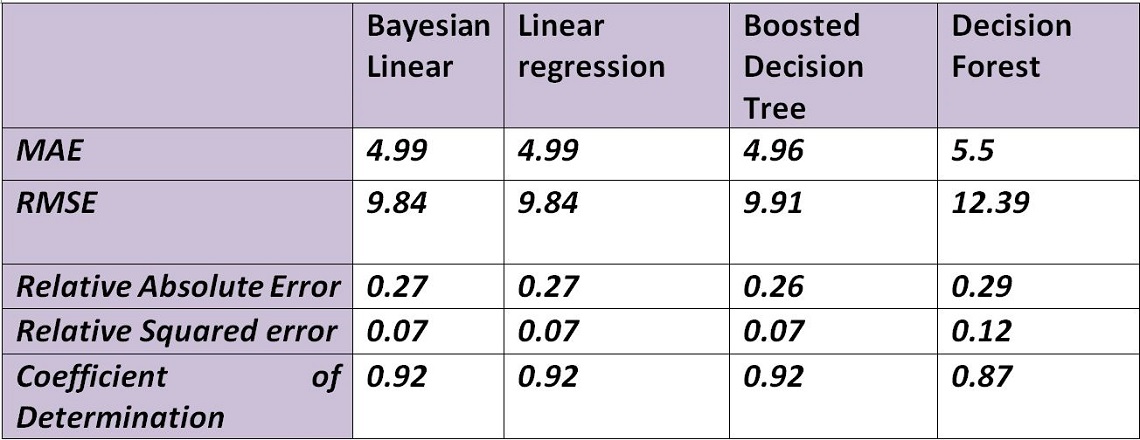 Bayesian Linear Boosted Decision
Linear regression Decision Forest
Tree
MAE 4.99 4.99 4.96 5.5
RMSE 9.84 9.84 9.91 12.39
Relative Absolute Error 0.27 0.27 0.26 0.29
Relative Squared error 0.07 0.07 0.07 0.12
Coefficient of 0.92 0.92 0.92 0.87
Determination